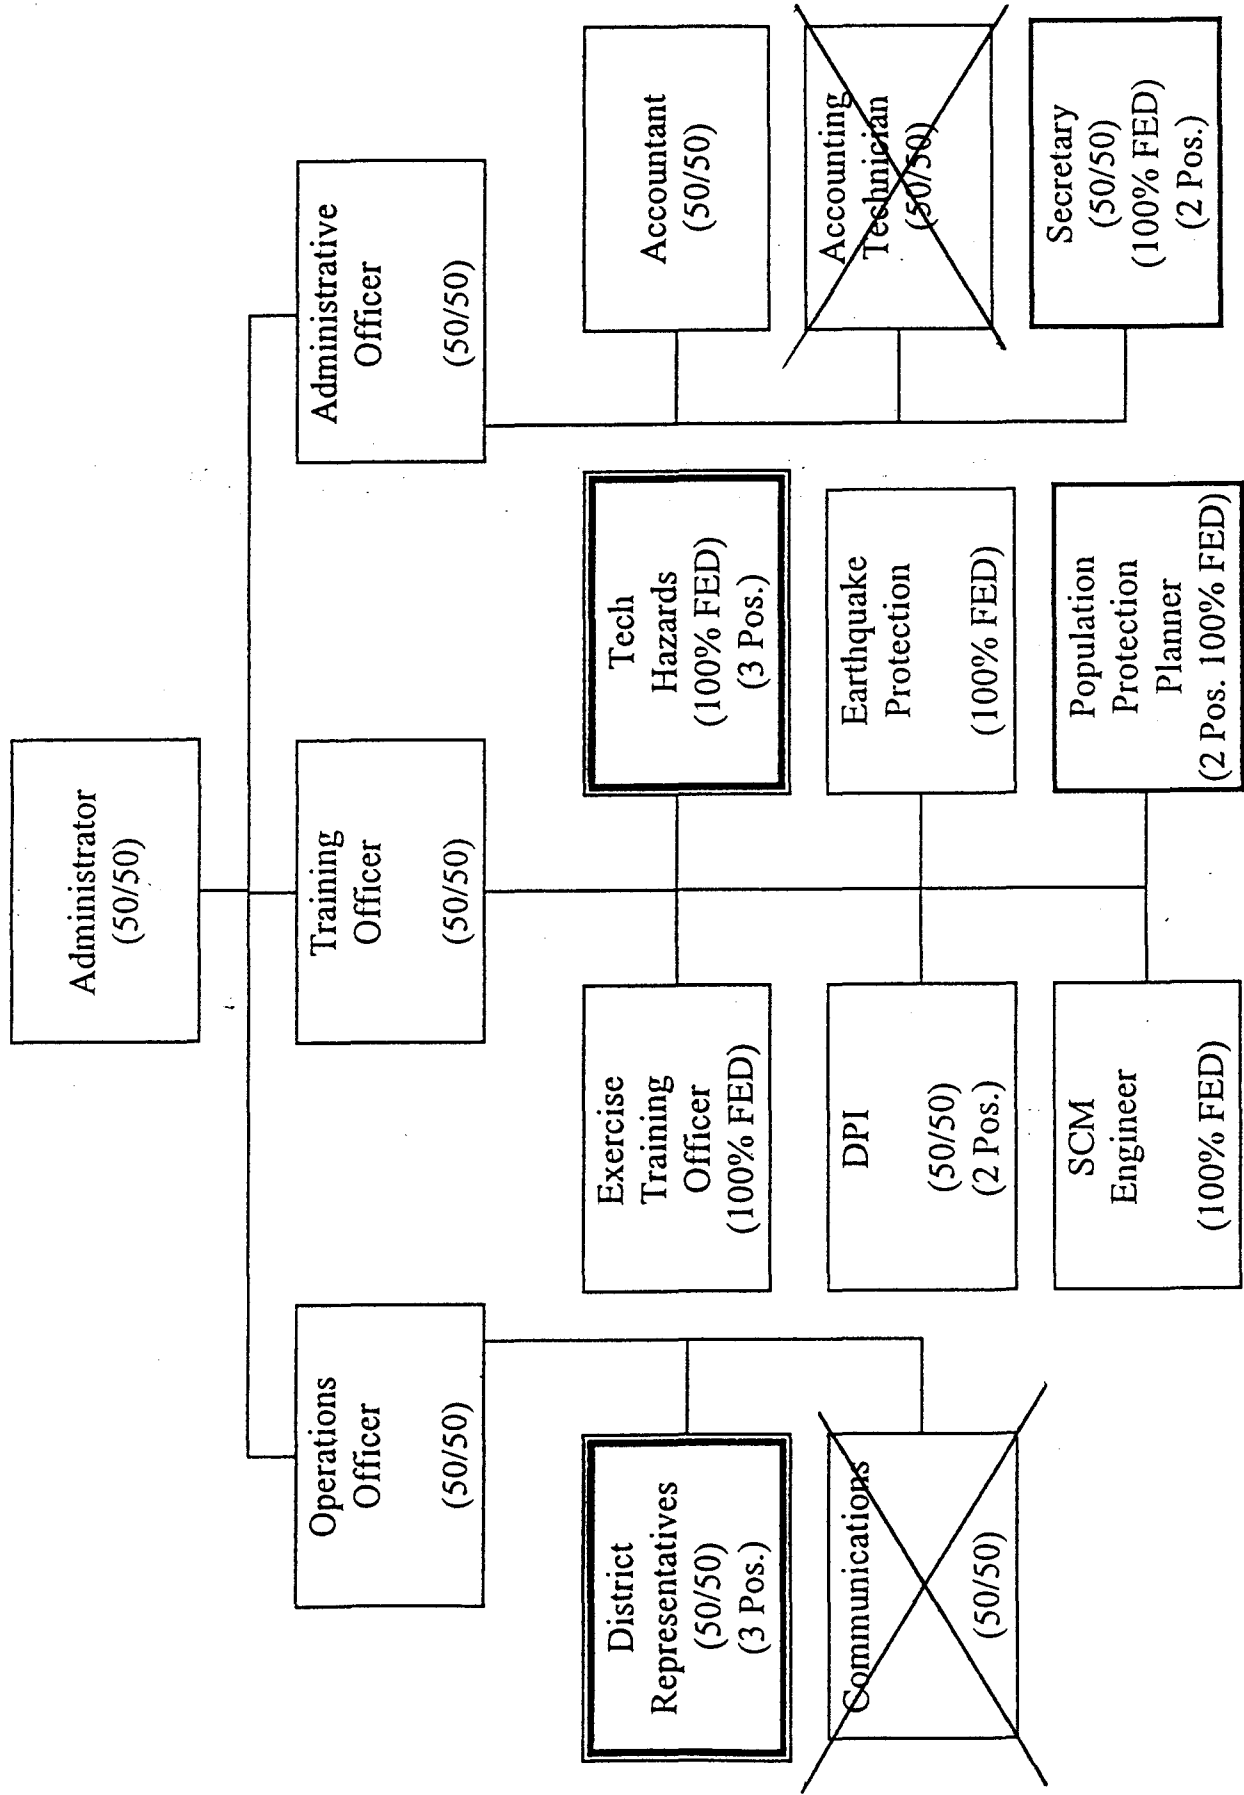 Administrator
(50/50)
Operations
Officer
(50/50)
Training
Officer
(50/50)
Administrative
Officer
(50/50)
District
Representatives
(50/50)
(3 Pos.)
Communications
(50/50)
Exercise
Training
Officer
(100% FED)
DPI
(50/50)
(2 Pos.)
SCM
Engineer
(100% FED)
Tech
Hazards
(100% FED)
(3 Pos.)
Earthquake
Protection
(100% FED)
Population
Protection
Planner
(2 Pos. 100% FED)
Accountant
(50/50)
Accounting
Technician
(50/50)
Secretary
(50/50)
(100% FED)
(2 Pos.)